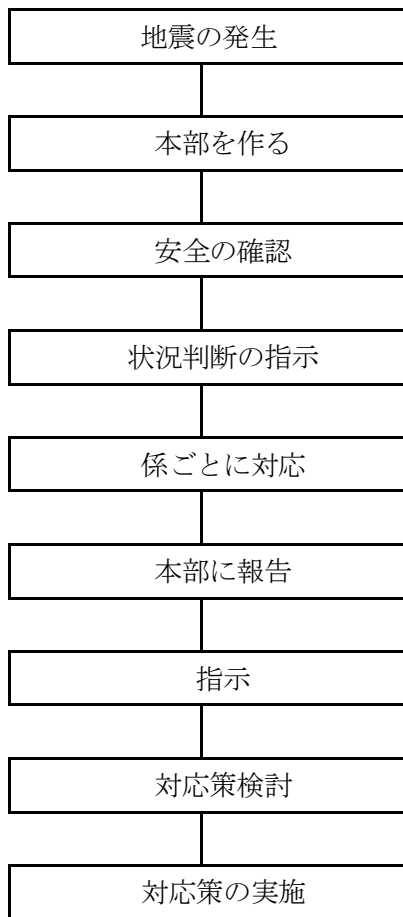 地震の発生
本部を作る
安全の確認
状況判断の指示
係ごとに対応
本部に報告
指示
対応策検討
対応策の実施